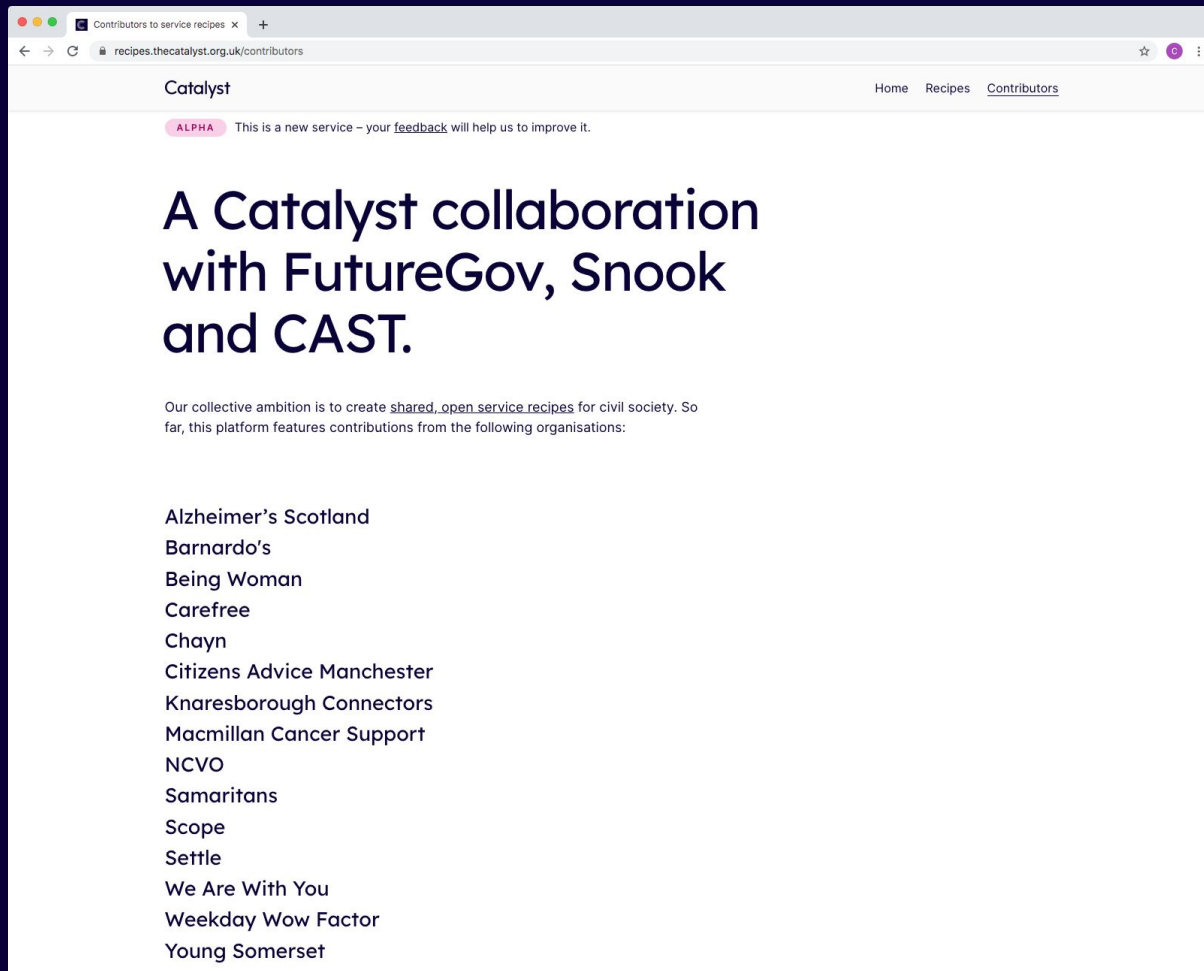 Contributors to service recipes
recipes.thecatalyst.org.uk/contributors
C
Catalyst
Home Recipes Contributors
ALPHA This is a new service – your feedback will help us to improve it.
A Catalyst collaboration
with FutureGov, Snook
and CAST.
Our collective ambition is to create shared, open service recipes for civil society. So
far, this platform features contributions from the following organisations:
Alzheimer’s Scotland
Barnardo's
Being Woman
Carefree
Chayn
Citizens Advice Manchester
Knaresborough Connectors
Macmillan Cancer Support
NCVO
Samaritans
Scope
Settle
We Are With You
Weekday Wow Factor
Young Somerset